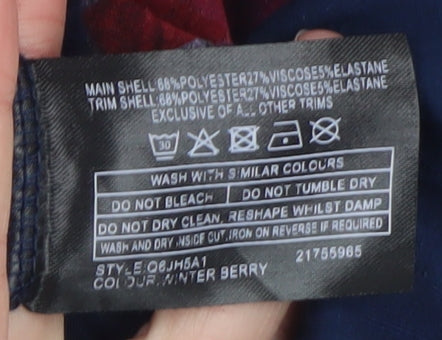 MAIN SHELL:68%POLYESTER27%VISCOSE5%ELASTANE
TRIM SHELL:68%POLYESTER27%VISCOSE5%ELASTANE
EXCLUSIVE OF ALL OTHER TRIMS
30
WASH WITH SIMILAR COLOURS
DO NOT BLEACH DO NOT TUMBLE DRY
DO NOT DRY CLEAN, RESHAPE WHILST DAMP
WASH AND DRY INSIDE OUT, IRON ON REVERSE IF REQUIRED
STYLE:Q6JH5A1 21755965
COLOUR:WINTER BERRY